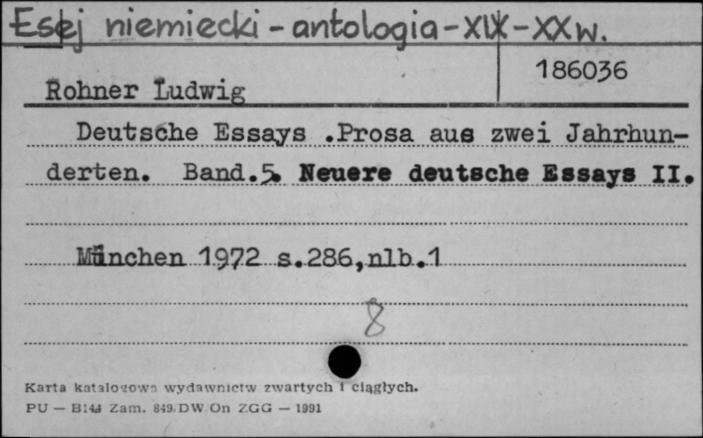 Esej niemiecki - antologia - XIX - XX w.
186036
Rohner Ludwig
Deutsche Essays .Prosa aus zwei Jahrhun-
derten. Band.5. Neuere deutsche Essays II.
München 1972 s.286,nlb.1
8
Karta katalogowa wydawnictw zwartych i ciągłych.
PU — B144 Zam. 849/DW/On ZGG — 1991